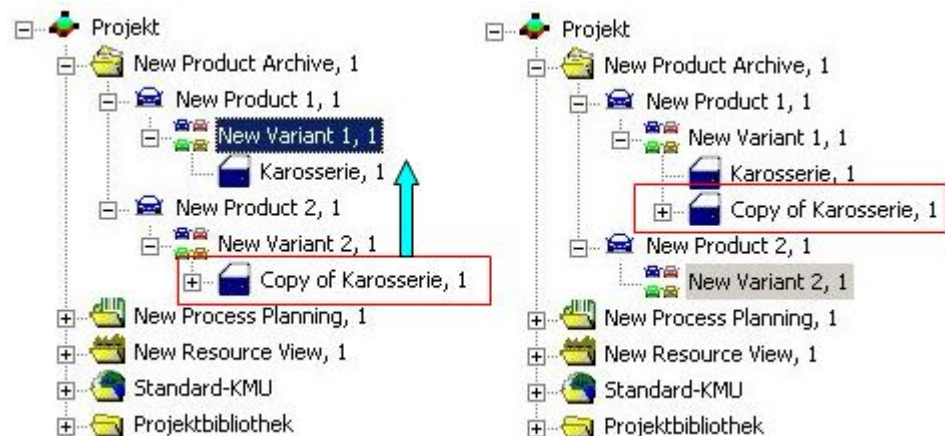 Projekt
New Product Archive, 1
New Product 1, 1
New Variant 1, 1
Karosserie, 1
New Product 2, 1
New Variant 2, 1
Copy of Karosserie, 1
New Process Planning, 1
New Resource View, 1
Standard-KMU
Projektbibliothek
Projekt
New Product Archive, 1
New Product 1, 1
New Variant 1, 1
Karosserie, 1
Copy of Karosserie, 1
New Product 2, 1
New Variant 2, 1
New Process Planning, 1
New Resource View, 1
Standard-KMU
Projektbibliothek